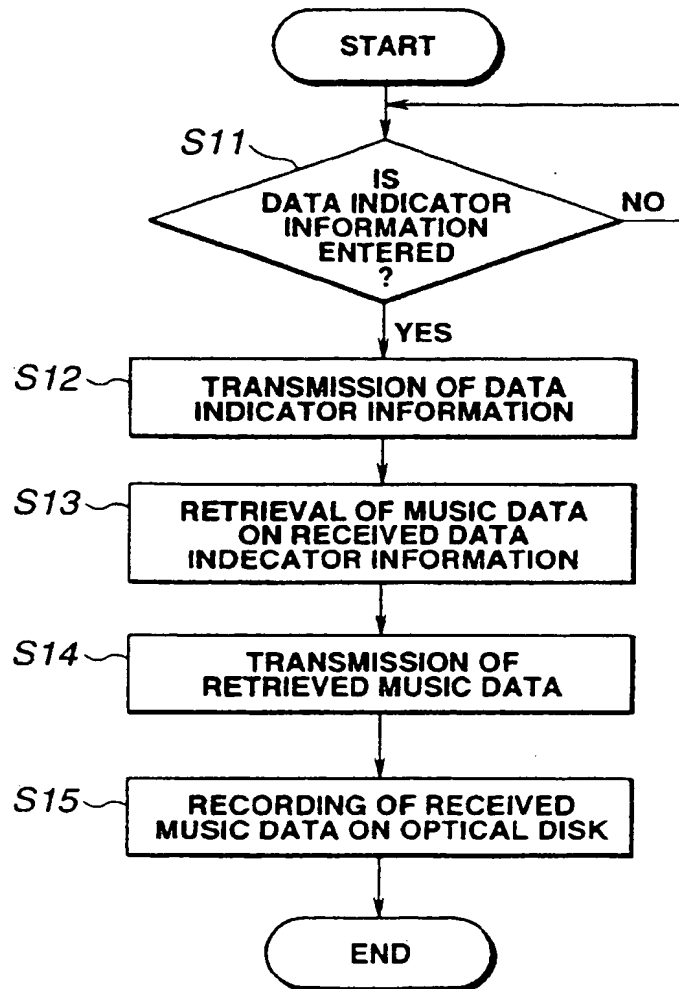 START
S11
IS
DATA INDICATOR
INFORMATION
ENTERED
?
NO
YES
S12
TRANSMISSION OF DATA
INDICATOR INFORMATION
S13
RETRIEVAL OF MUSIC DATA
ON RECEIVED DATA
INDECATOR INFORMATION
S14
TRANSMISSION OF
RETRIEVED MUSIC DATA
S15
RECORDING OF RECEIVED
MUSIC DATA ON OPTICAL DISK
END